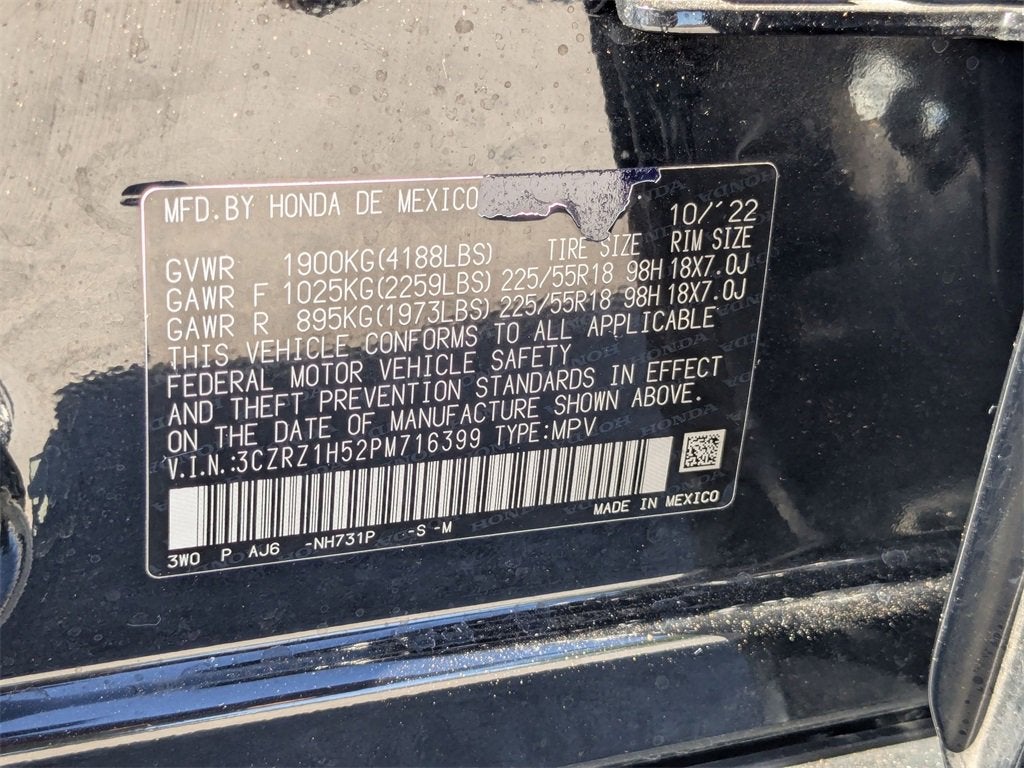 MFD.BY HONDA DE MEXICO 10/'22
GVWR 1900KG(4188LBS) TIRE SIZE RIM SIZE
GAWR F 1025KG(2259LBS) 225/55R18 98H 18X7.0J
GAWR R 895KG(1973LBS) 225/55R18 98H 18X7.0J
THIS VEHICLE CONFORMS TO ALL APPLICABLE
FEDERAL MOTOR VEHICLE SAFETY
AND THEFT PREVENTION STANDARDS IN EFFECT
ON THE DATE OF MANUFACTURE SHOWN ABOVE.
V.I.N.:3CZRZ1H52PM716399 TYPE:MPV
MADE IN MEXICO
3W0 P AJ6 -NH731P -S -M